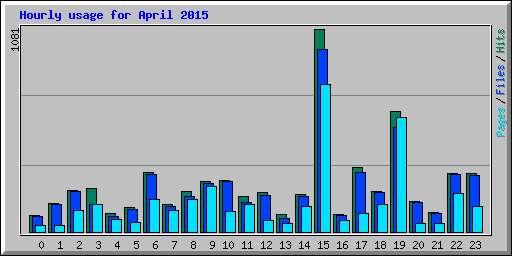 Hourly usage for April 2015
1081
Pages / Files / Hits
0 1 2 3 4 5 6 7 8 9 10 11 12 13 14 15 16 17 18 19 20 21 22 23